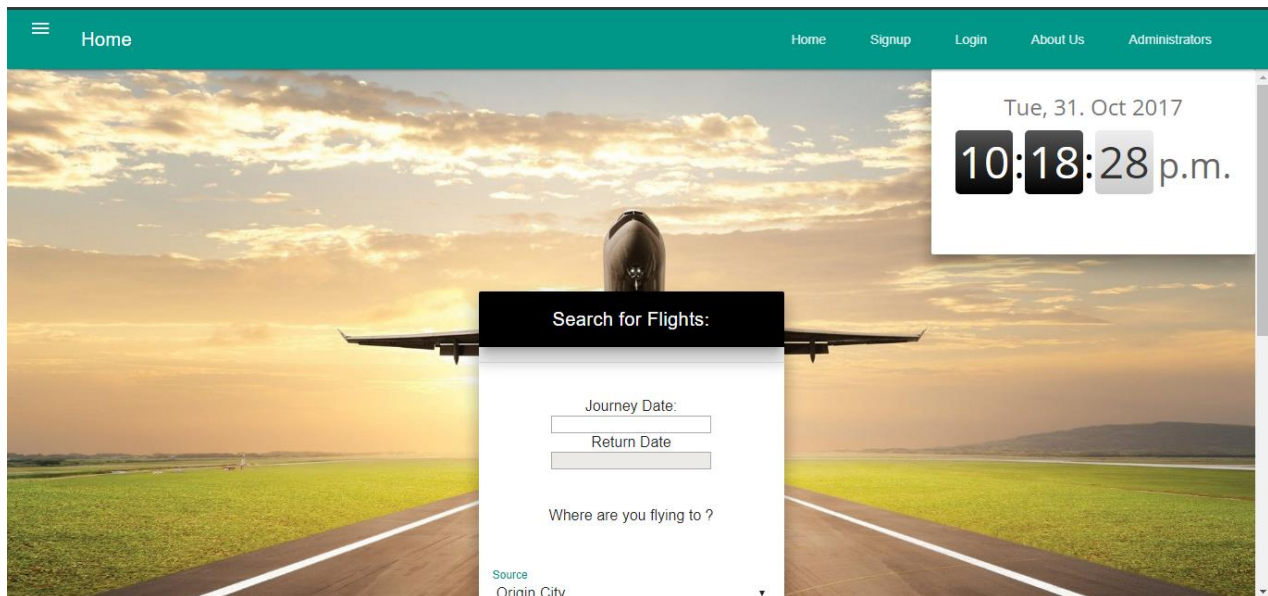 Home
Home Signup Login About Us Administrators
Tue, 31. Oct 2017
10:18:28 p.m.
Search for Flights:
Journey Date:
Return Date
Where are you flying to ?
Source
Origin City